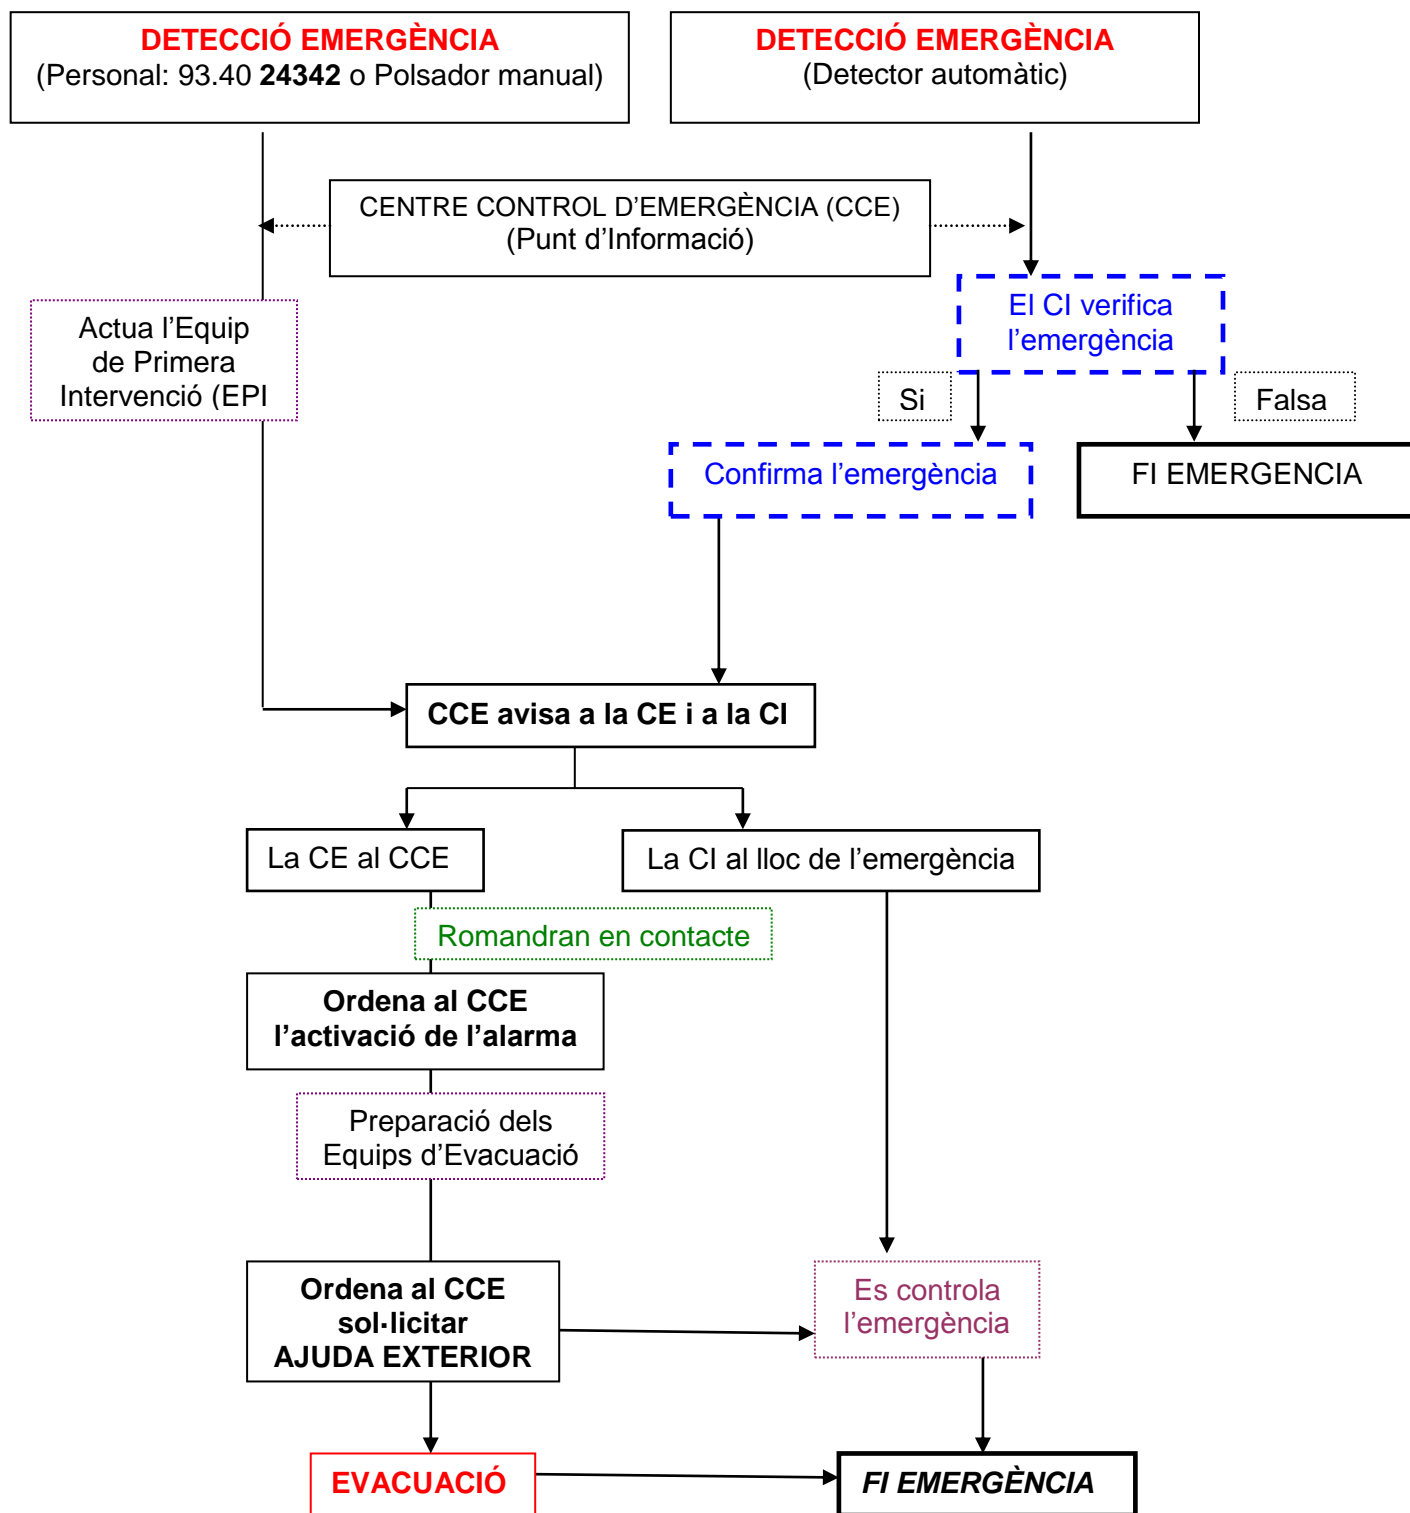 DETECCIÓ EMERGÈNCIA
(Personal: 93.40 24342 o Polsador manual)
DETECCIÓ EMERGÈNCIA
(Detector automàtic)
CENTRE CONTROL D’EMERGÈNCIA (CCE)
(Punt d’Informació)
Actua l’Equip
de Primera
Intervenció (EPI
El CI verifica
l’emergència
Si
Falsa
Confirma l’emergència
FI EMERGENCIA
CCE avisa a la CE i a la CI
La CE al CCE
La CI al lloc de l’emergència
Romandran en contacte
Ordena al CCE
l’activació de l’alarma
Preparació dels
Equips d’Evacuació
Ordena al CCE
sol·licitar
AJUDA EXTERIOR
Es controla
l’emergència
EVACUACIÓ
FI EMERGÈNCIA